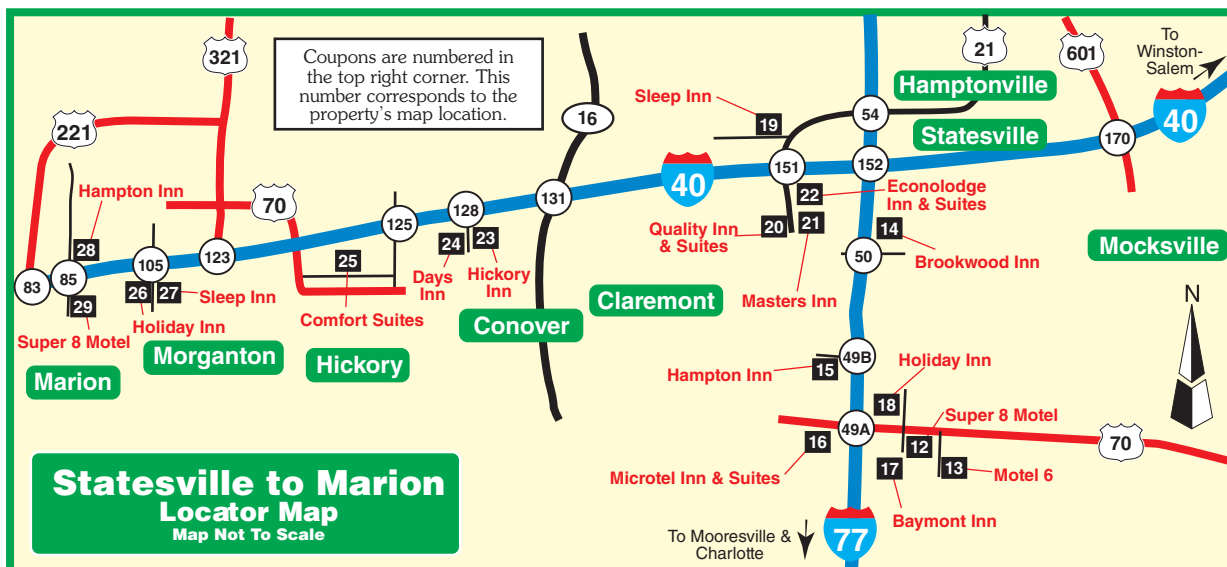 321
221
Coupons are numbered in
the top right corner. This
number corresponds to the
property's map location.
16
21
601
To
Winston-
Salem
40
Hamptonville
Sleep Inn
19
54
Statesville
170
Hampton Inn
70
28
131
40
151
152
22
Econolodge
Inn & Suites
128
125
Quality Inn
& Suites
20
21
14
Brookwood Inn
Mocksville
24
23
Days
Inn
Hickory
Inn
123
25
105
85
83
50
26
27
Sleep Inn
29
Holiday Inn
Comfort Suites
Claremont
Masters Inn
N
Super 8 Motel
Conover
Morganton
Hickory
Marion
49B
15
Hampton Inn
Holiday Inn
18
Super 8 Motel
49A
16
12
70
Microtel Inn & Suites
17
13
Motel 6
Baymont Inn
Statesville to Marion
Locator Map
Map Not To Scale
To Mooresville &
Charlotte
77